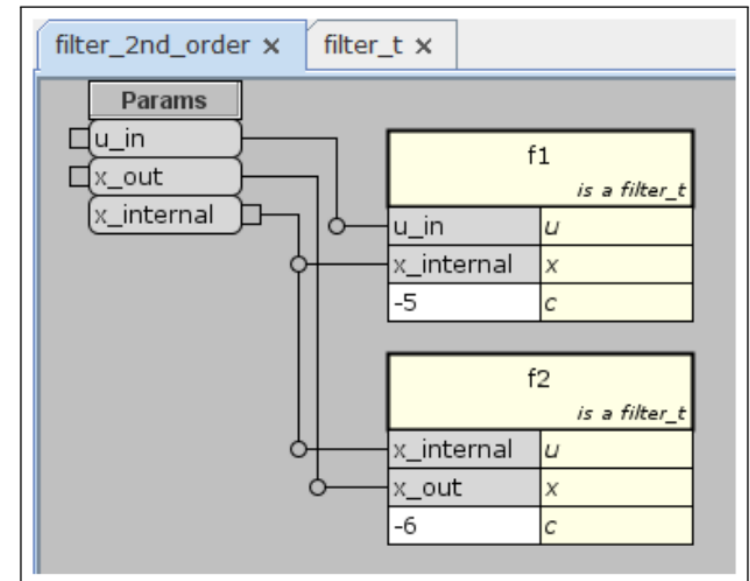 filter_2nd_order × filter_t ×
Params
u_in
x_out
x_internal
f1
is a filter_t
u_in u
x_internal x
-5 c
f2
is a filter_t
x_internal u
x_out x
-6 c